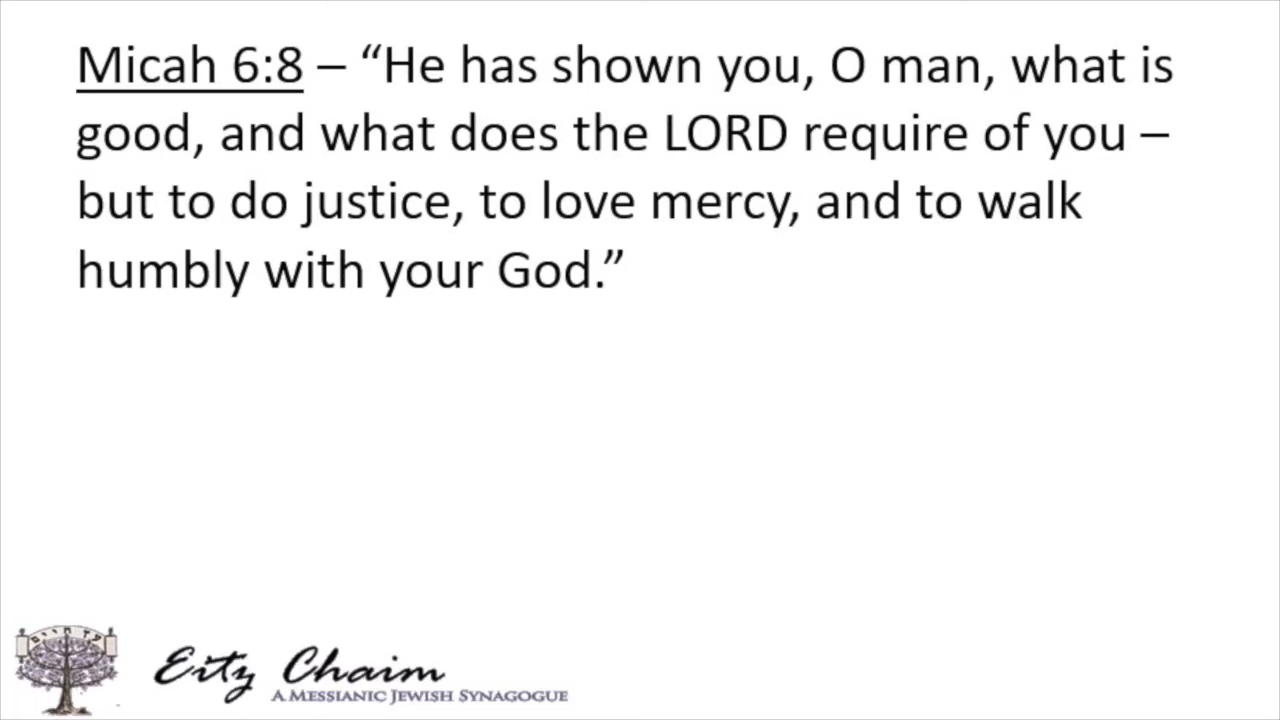 Micah 6:8 – “He has shown you, O man, what is
good, and what does the LORD require of you –
but to do justice, to love mercy, and to walk
humbly with your God.”
עץ חיים
Eitz Chaim
A MESSIANIC JEWISH SYNAGOGUE